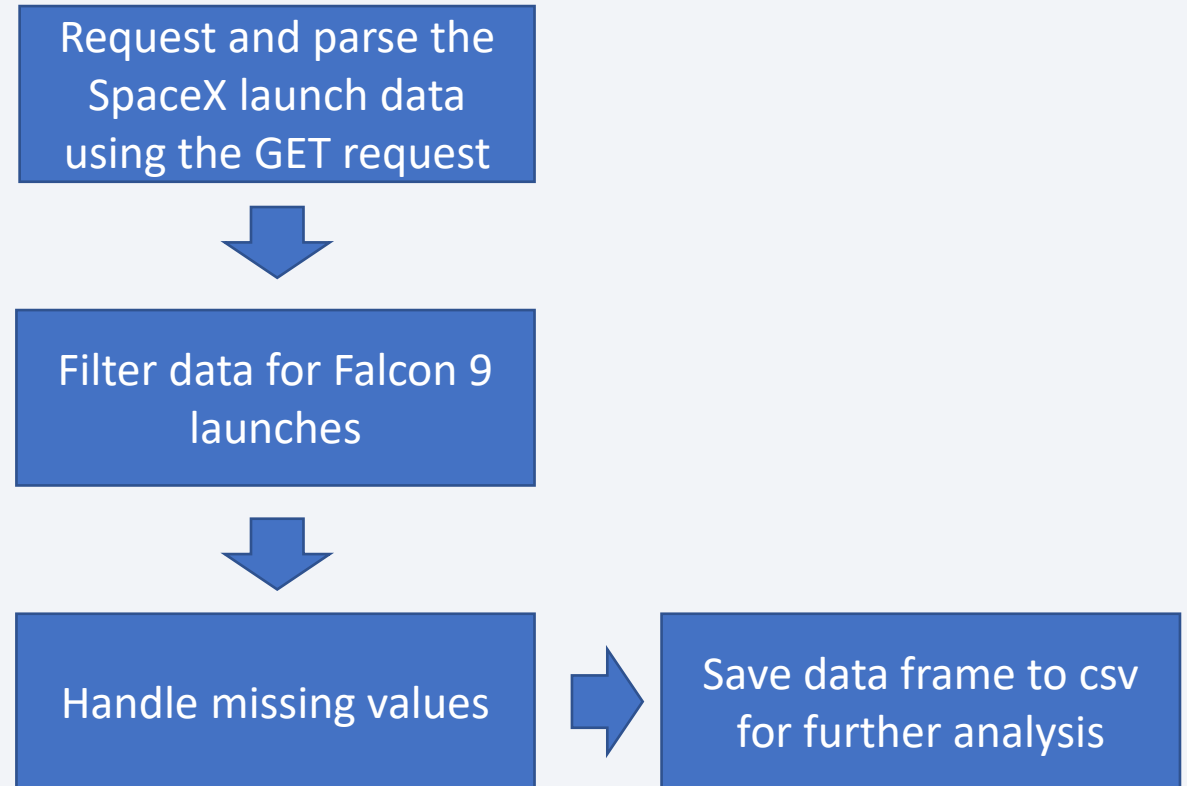 Request and parse the
SpaceX launch data
using the GET request
Filter data for Falcon 9
launches
Handle missing values
Save data frame to csv
for further analysis